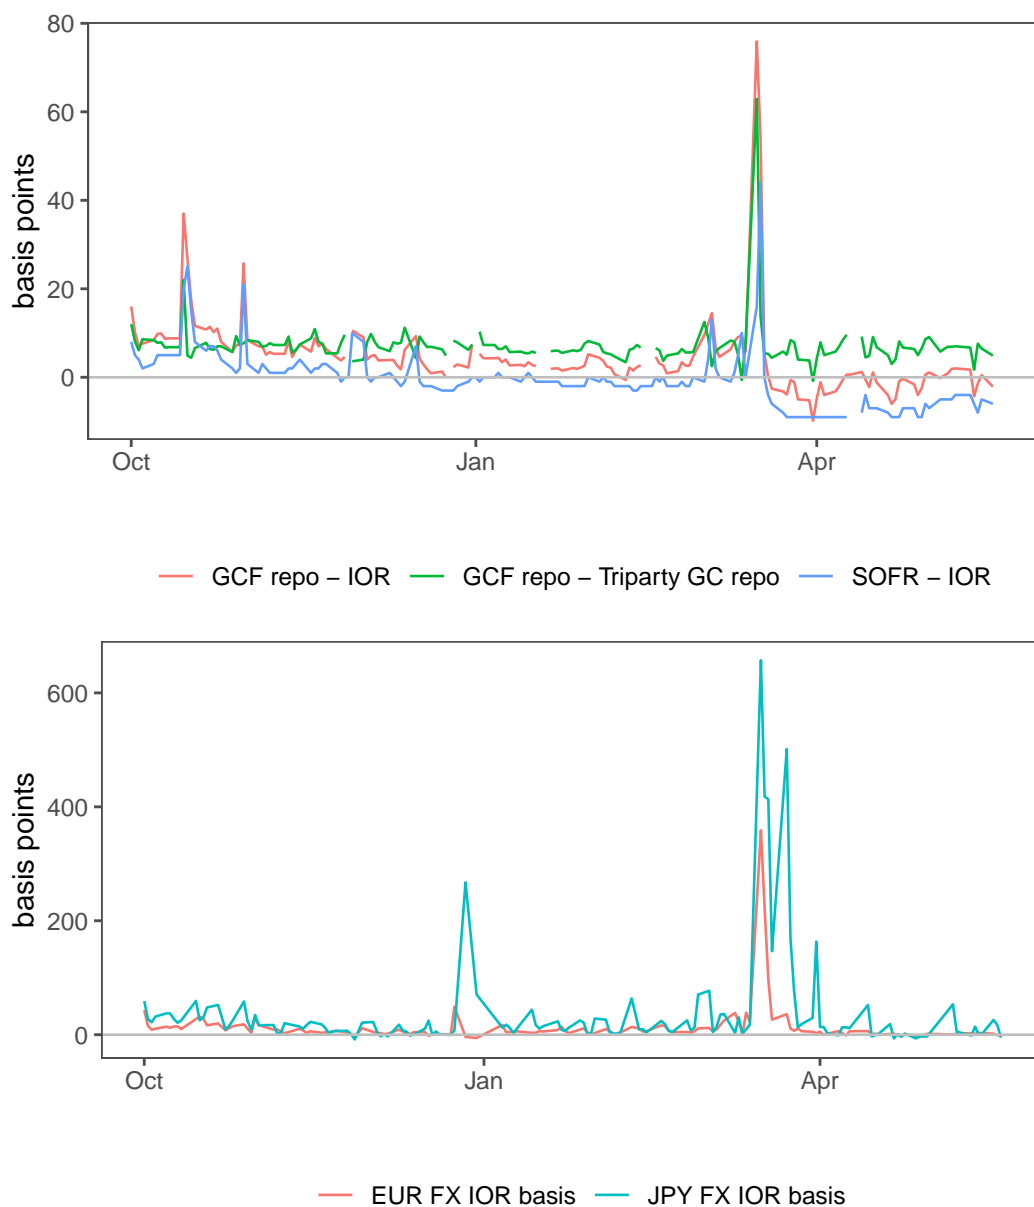 80
60
40
20
0
basis points
Oct Jan Apr
GCF repo − IOR GCF repo − Triparty GC repo SOFR − IOR
600
400
200
0
basis points
Oct Jan Apr
EUR FX IOR basis JPY FX IOR basis